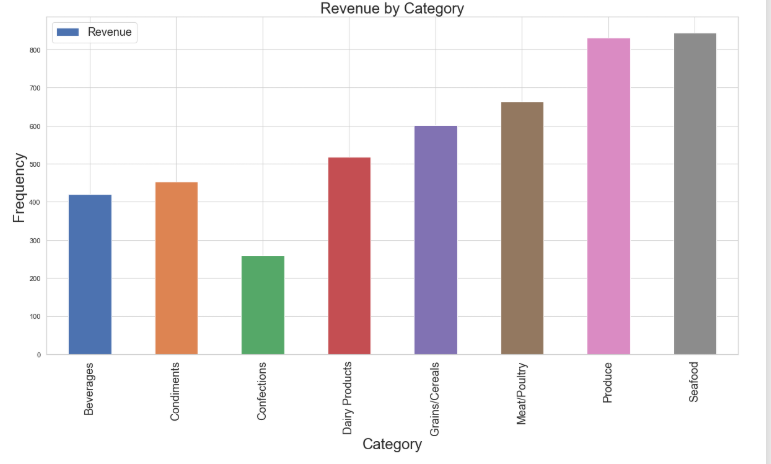 Revenue by Category
Revenue
800
700
600
500
400
300
200
100
0
Frequency
Beverages
Condiments
Confections
Dairy Products
Grains/Cereals
Meat/Poultry
Produce
Seafood
Category